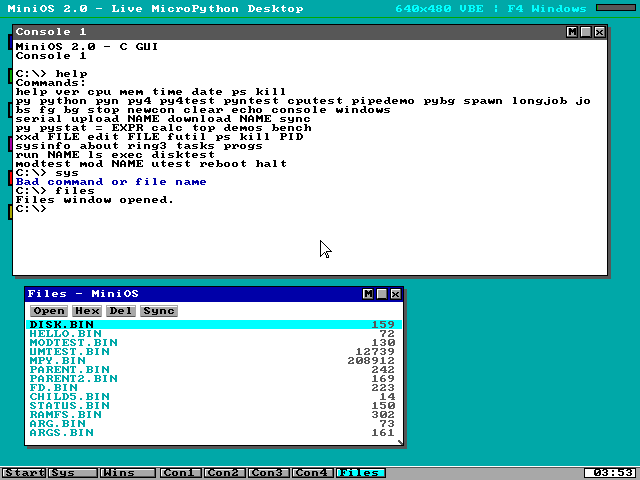 MiniOS 2.0 - Live MicroPython Desktop 640x480 VBE | F4 Windows
Console 1 M _ ×
MiniOS 2.0 - C GUI
Console 1
C:\> help
Commands:
help ver cpu mem time date ps kill
py python pyn py4 py4test pyntest cputest pipedemo pybg spawn longjob jo
bs fg bg stop newcon clear echo console windows
serial upload NAME download NAME sync
py pystat = EXPR calc top demos bench
xxd FILE edit FILE futil ps kill PID
sysinfo about ring3 tasks progs
run NAME ls exec disktest
modtest mod NAME utest reboot halt
C:\> sys
Bad command or file name
C:\> files
Files window opened.
C:\>
Files - MiniOS M _ ×
Open Hex Del Sync
DISK.BIN 159
HELLO.BIN 72
MODTEST.BIN 130
UMTEST.BIN 12739
MPY.BIN 208912
PARENT.BIN 242
PARENT2.BIN 169
FD.BIN 223
CHILD5.BIN 14
STATUS.BIN 150
RAMFS.BIN 302
ARG.BIN 73
ARGS.BIN 161
Start Sys Wins Con1 Con2 Con3 Con4 Files 03:53